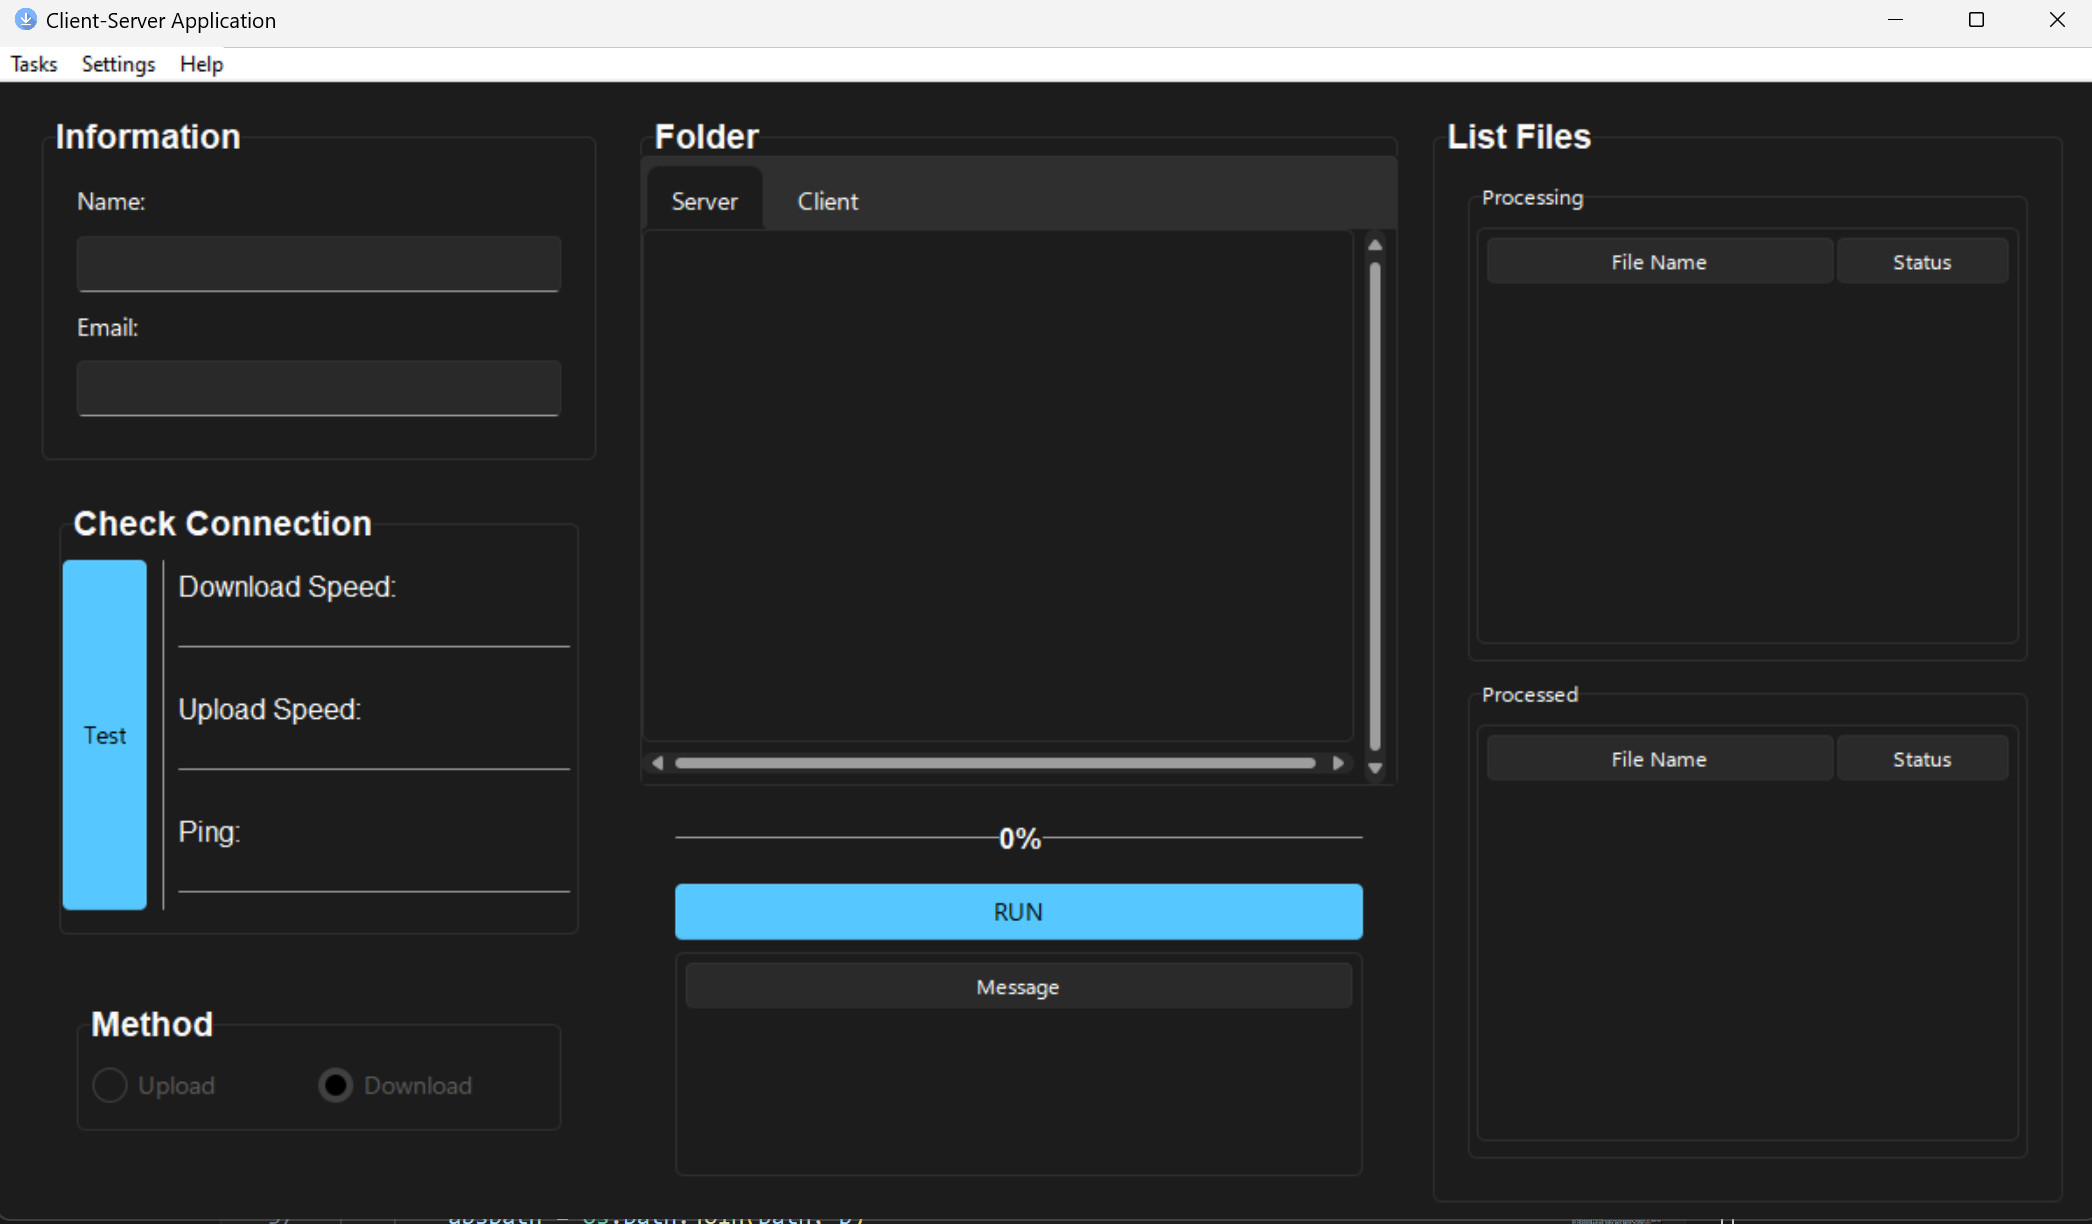 Client-Server Application
Tasks Settings Help
Information
Name:
Email:
Check Connection
Test
Download Speed:
Upload Speed:
Ping:
Method
Upload Download
Folder
Server Client
0%
RUN
Message
List Files
Processing
File Name Status
Processed
File Name Status